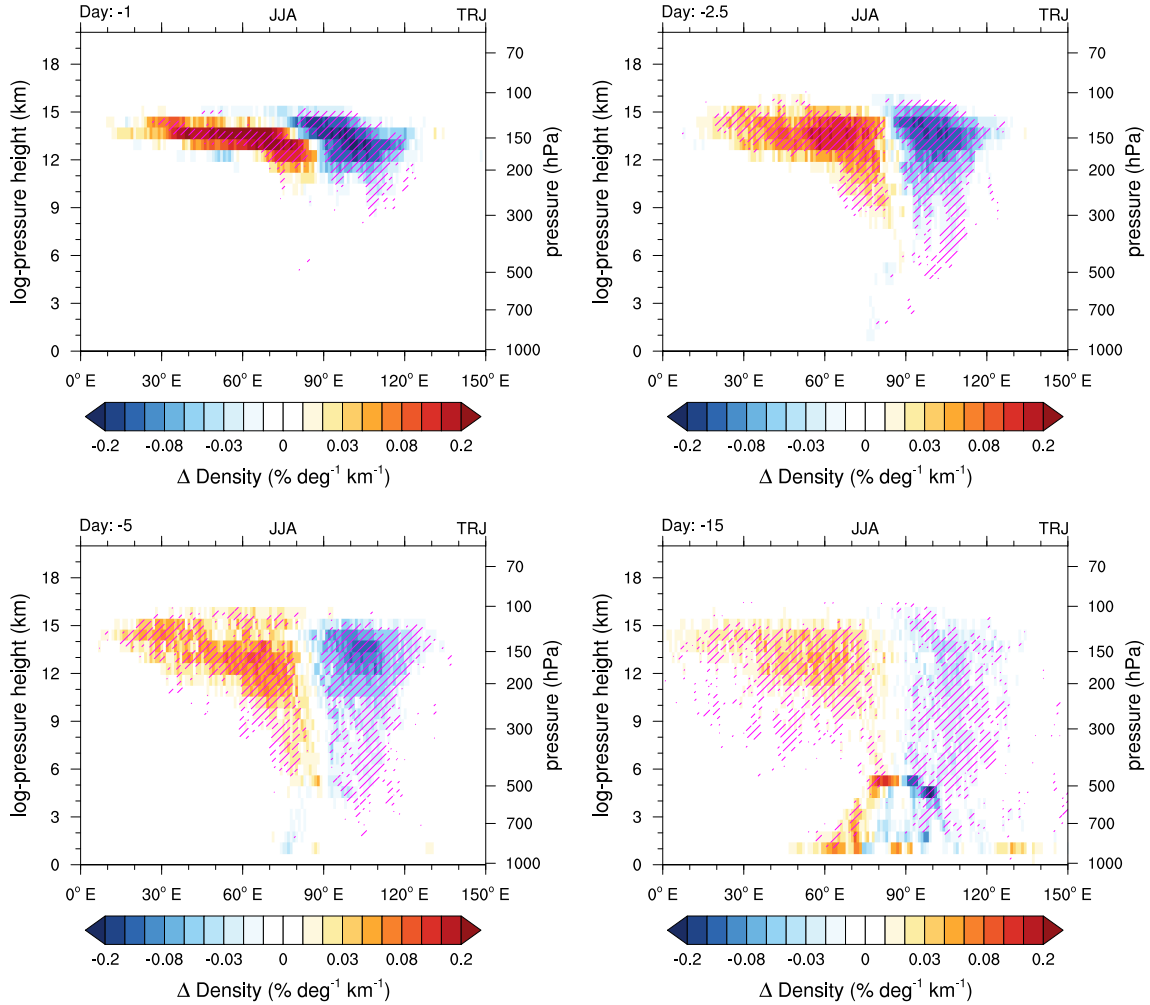 Day: -1 JJA TRJ
log-pressure height (km)
18
15
12
9
6
3
0
70
100
150
200
300
500
700
1000
pressure (hPa)
0° E 30° E 60° E 90° E 120° E 150° E
-0.2 -0.08 -0.03 0 0.03 0.08 0.2
Δ Density (% deg⁻¹ km⁻¹)
Day: -2.5 JJA TRJ
log-pressure height (km)
18
15
12
9
6
3
0
70
100
150
200
300
500
700
1000
pressure (hPa)
0° E 30° E 60° E 90° E 120° E 150° E
-0.2 -0.08 -0.03 0 0.03 0.08 0.2
Δ Density (% deg⁻¹ km⁻¹)
Day: -5 JJA TRJ
log-pressure height (km)
18
15
12
9
6
3
0
70
100
150
200
300
500
700
1000
pressure (hPa)
0° E 30° E 60° E 90° E 120° E 150° E
-0.2 -0.08 -0.03 0 0.03 0.08 0.2
Δ Density (% deg⁻¹ km⁻¹)
Day: -15 JJA TRJ
log-pressure height (km)
18
15
12
9
6
3
0
70
100
150
200
300
500
700
1000
pressure (hPa)
0° E 30° E 60° E 90° E 120° E 150° E
-0.2 -0.08 -0.03 0 0.03 0.08 0.2
Δ Density (% deg⁻¹ km⁻¹)